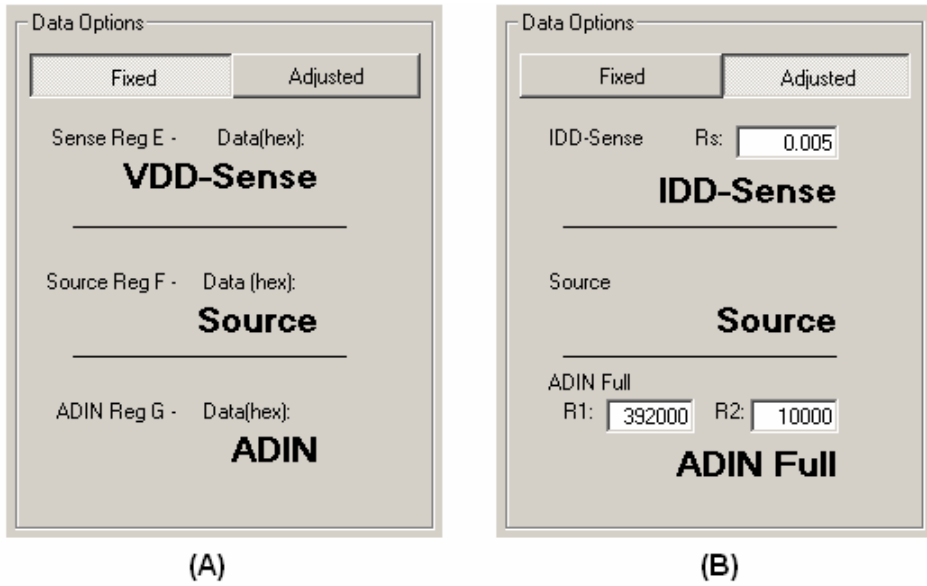 Data Options
Fixed Adjusted
Sense Reg E - Data(hex):
VDD-Sense
Source Reg F - Data (hex):
Source
ADIN Reg G - Data(hex):
ADIN
(A)
Data Options
Fixed Adjusted
IDD-Sense Rs: 0.005
IDD-Sense
Source
Source
ADIN Full
R1: 392000 R2: 10000
ADIN Full
(B)